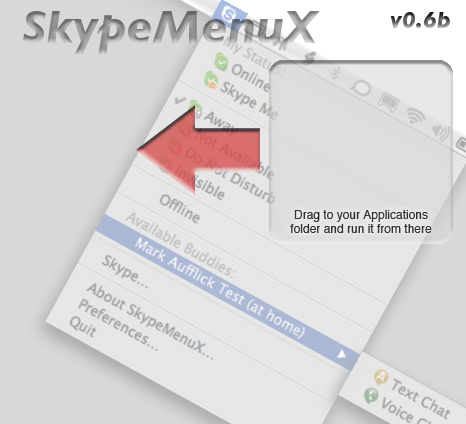 SkypeMenuX
v0.6b
My Status:
Online
Skype Me
Away
Not Available
Do Not Disturb
Invisible
Offline
Available Buddies:
Mark Aufflick Test (at home)
Skype...
About SkypeMenuX...
Preferences...
Quit
Drag to your Applications
folder and run it from there
Text Chat
Voice